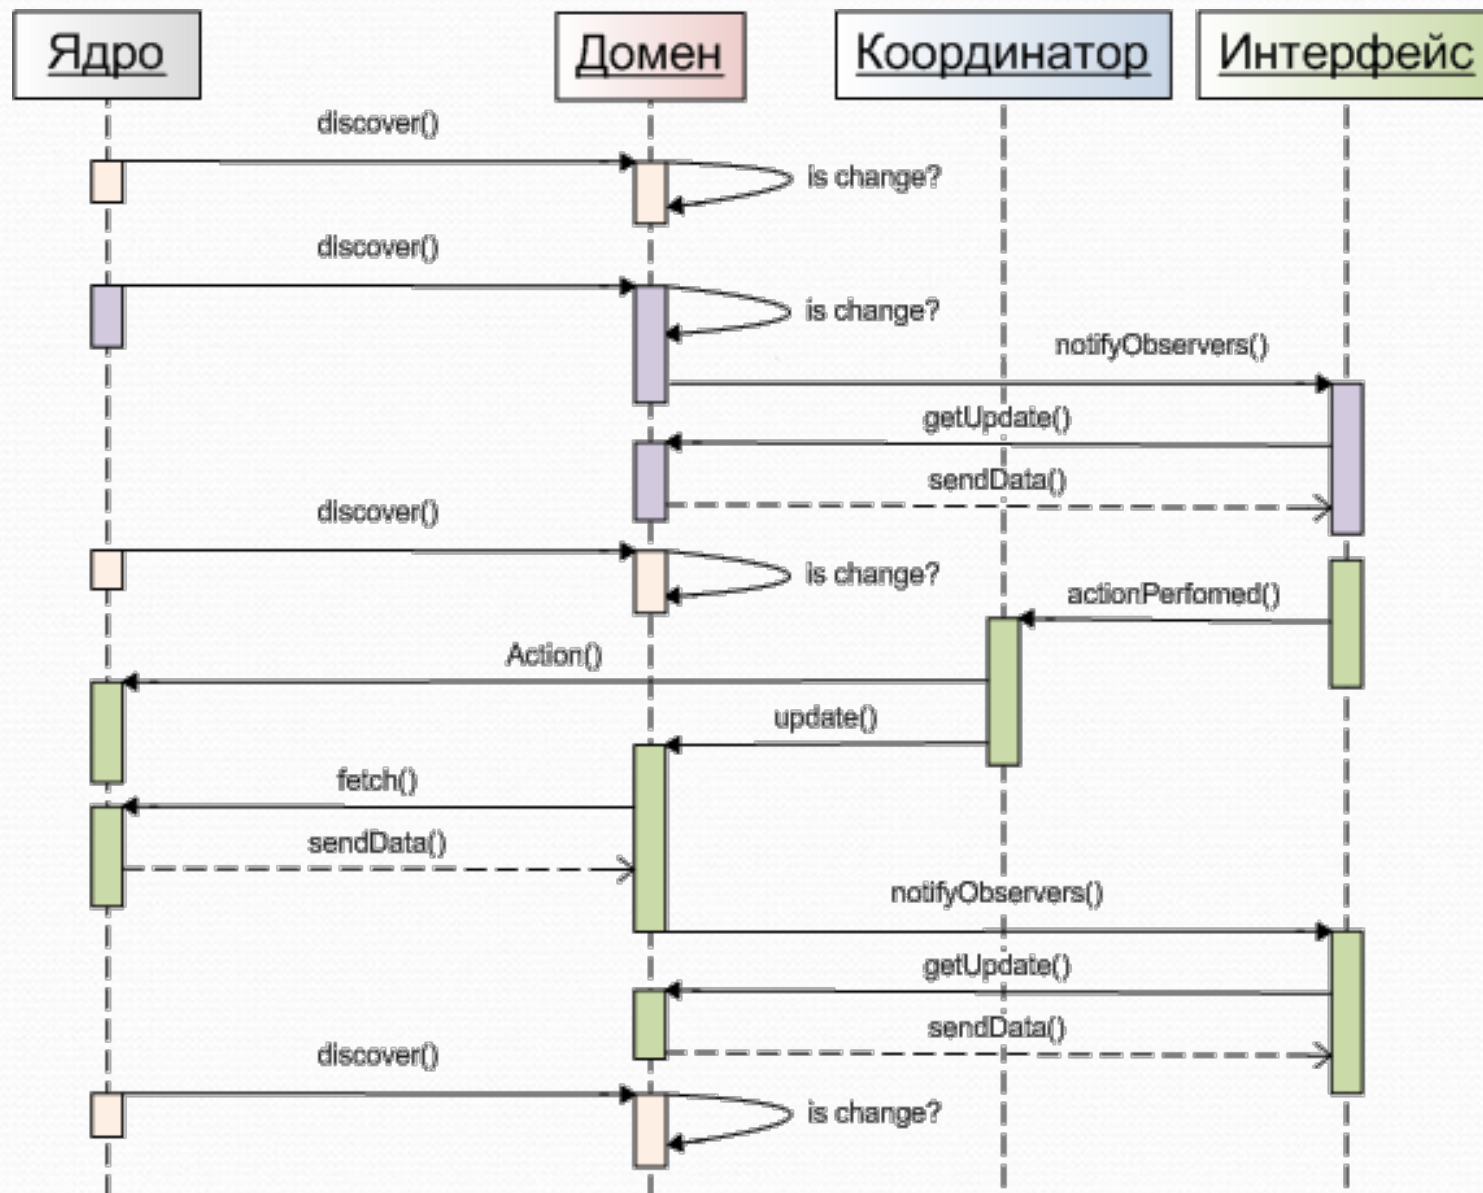 Ядро
Домен
Координатор
Интерфейс
discover()
is change?
discover()
is change?
notifyObservers()
getUpdate()
sendData()
discover()
is change?
actionPerfomed()
Action()
update()
fetch()
sendData()
notifyObservers()
getUpdate()
sendData()
discover()
is change?